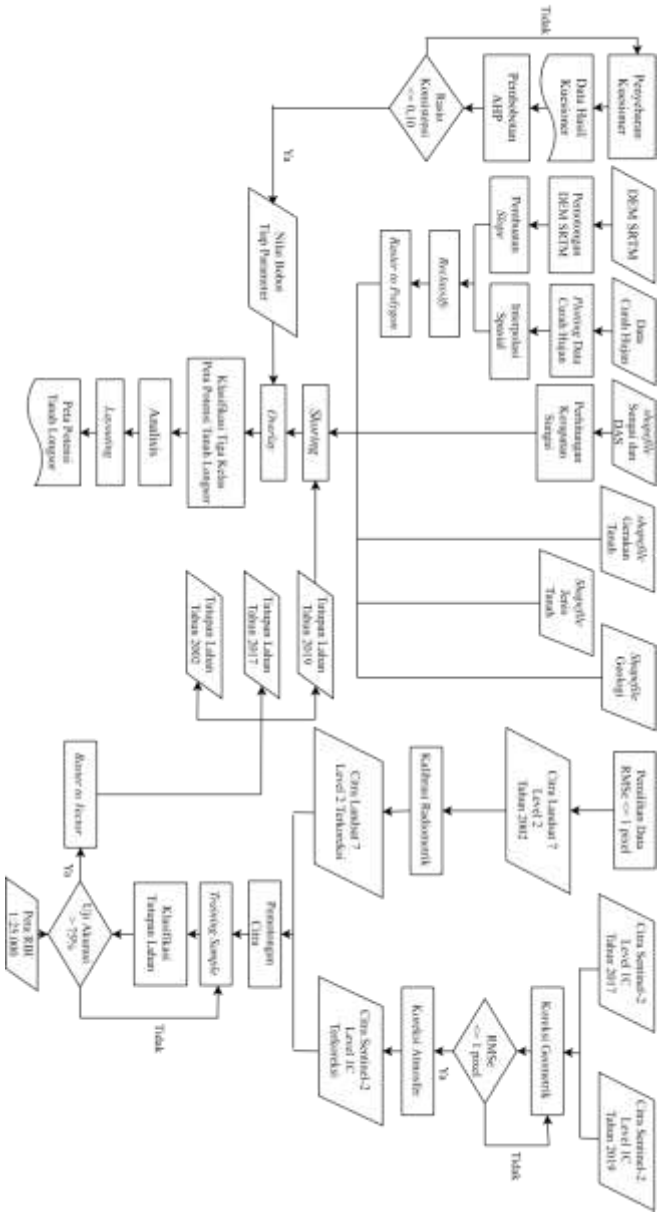 Penyebaran
Kuesioner
Data Hasil
Kuesioner
Pembobotan
AHP
Rasio
Konsistensi
<= 0,10
Tidak
Ya
Nilai Bobot
Tiap Parameter
DEM SRTM
Pemotongan
DEM SRTM
Pembuatan
Slope
Data
Curah Hujan
Plotting Data
Curah Hujan
Interpolasi
Spasial
Reclassify
Raster to Polygon
shapefile
Sungai dan
DAS
Perhitungan
Kerapatan
Sungai
shapefile
Gerakan
Tanah
Shapefile
Jenis
Tanah
Shapefile
Geologi
Skoring
Overlay
Klasifikasi Tiga Kelas
Peta Potensi Tanah Longsor
Analisis
Layouting
Peta Potensi
Tanah Longsor
Tutupan Lahan
Tahun 2019
Tutupan Lahan
Tahun 2017
Tutupan Lahan
Tahun 2002
Pemilihan Data
RMSe <= 1 pixel
Citra Landsat 7
Level 2
Tahun 2002
Kalibrasi Radiometrik
Citra Landsat 7
Level 2 Terkoreksi
Citra Sentinel-2
Level 1C
Tahun 2017
Citra Sentinel-2
Level 1C
Tahun 2019
Koreksi Geometrik
RMSe
<= 1 pixel
Tidak
Ya
Koreksi Atmosfer
Citra Sentinel-2
Level 1C
Terkoreksi
Pemotongan
Citra
Training Sample
Klasifikasi
Tutupan Lahan
Uji Akurasi
> 75%
Tidak
Ya
Raster to Vector
Peta RBI
1:25.000